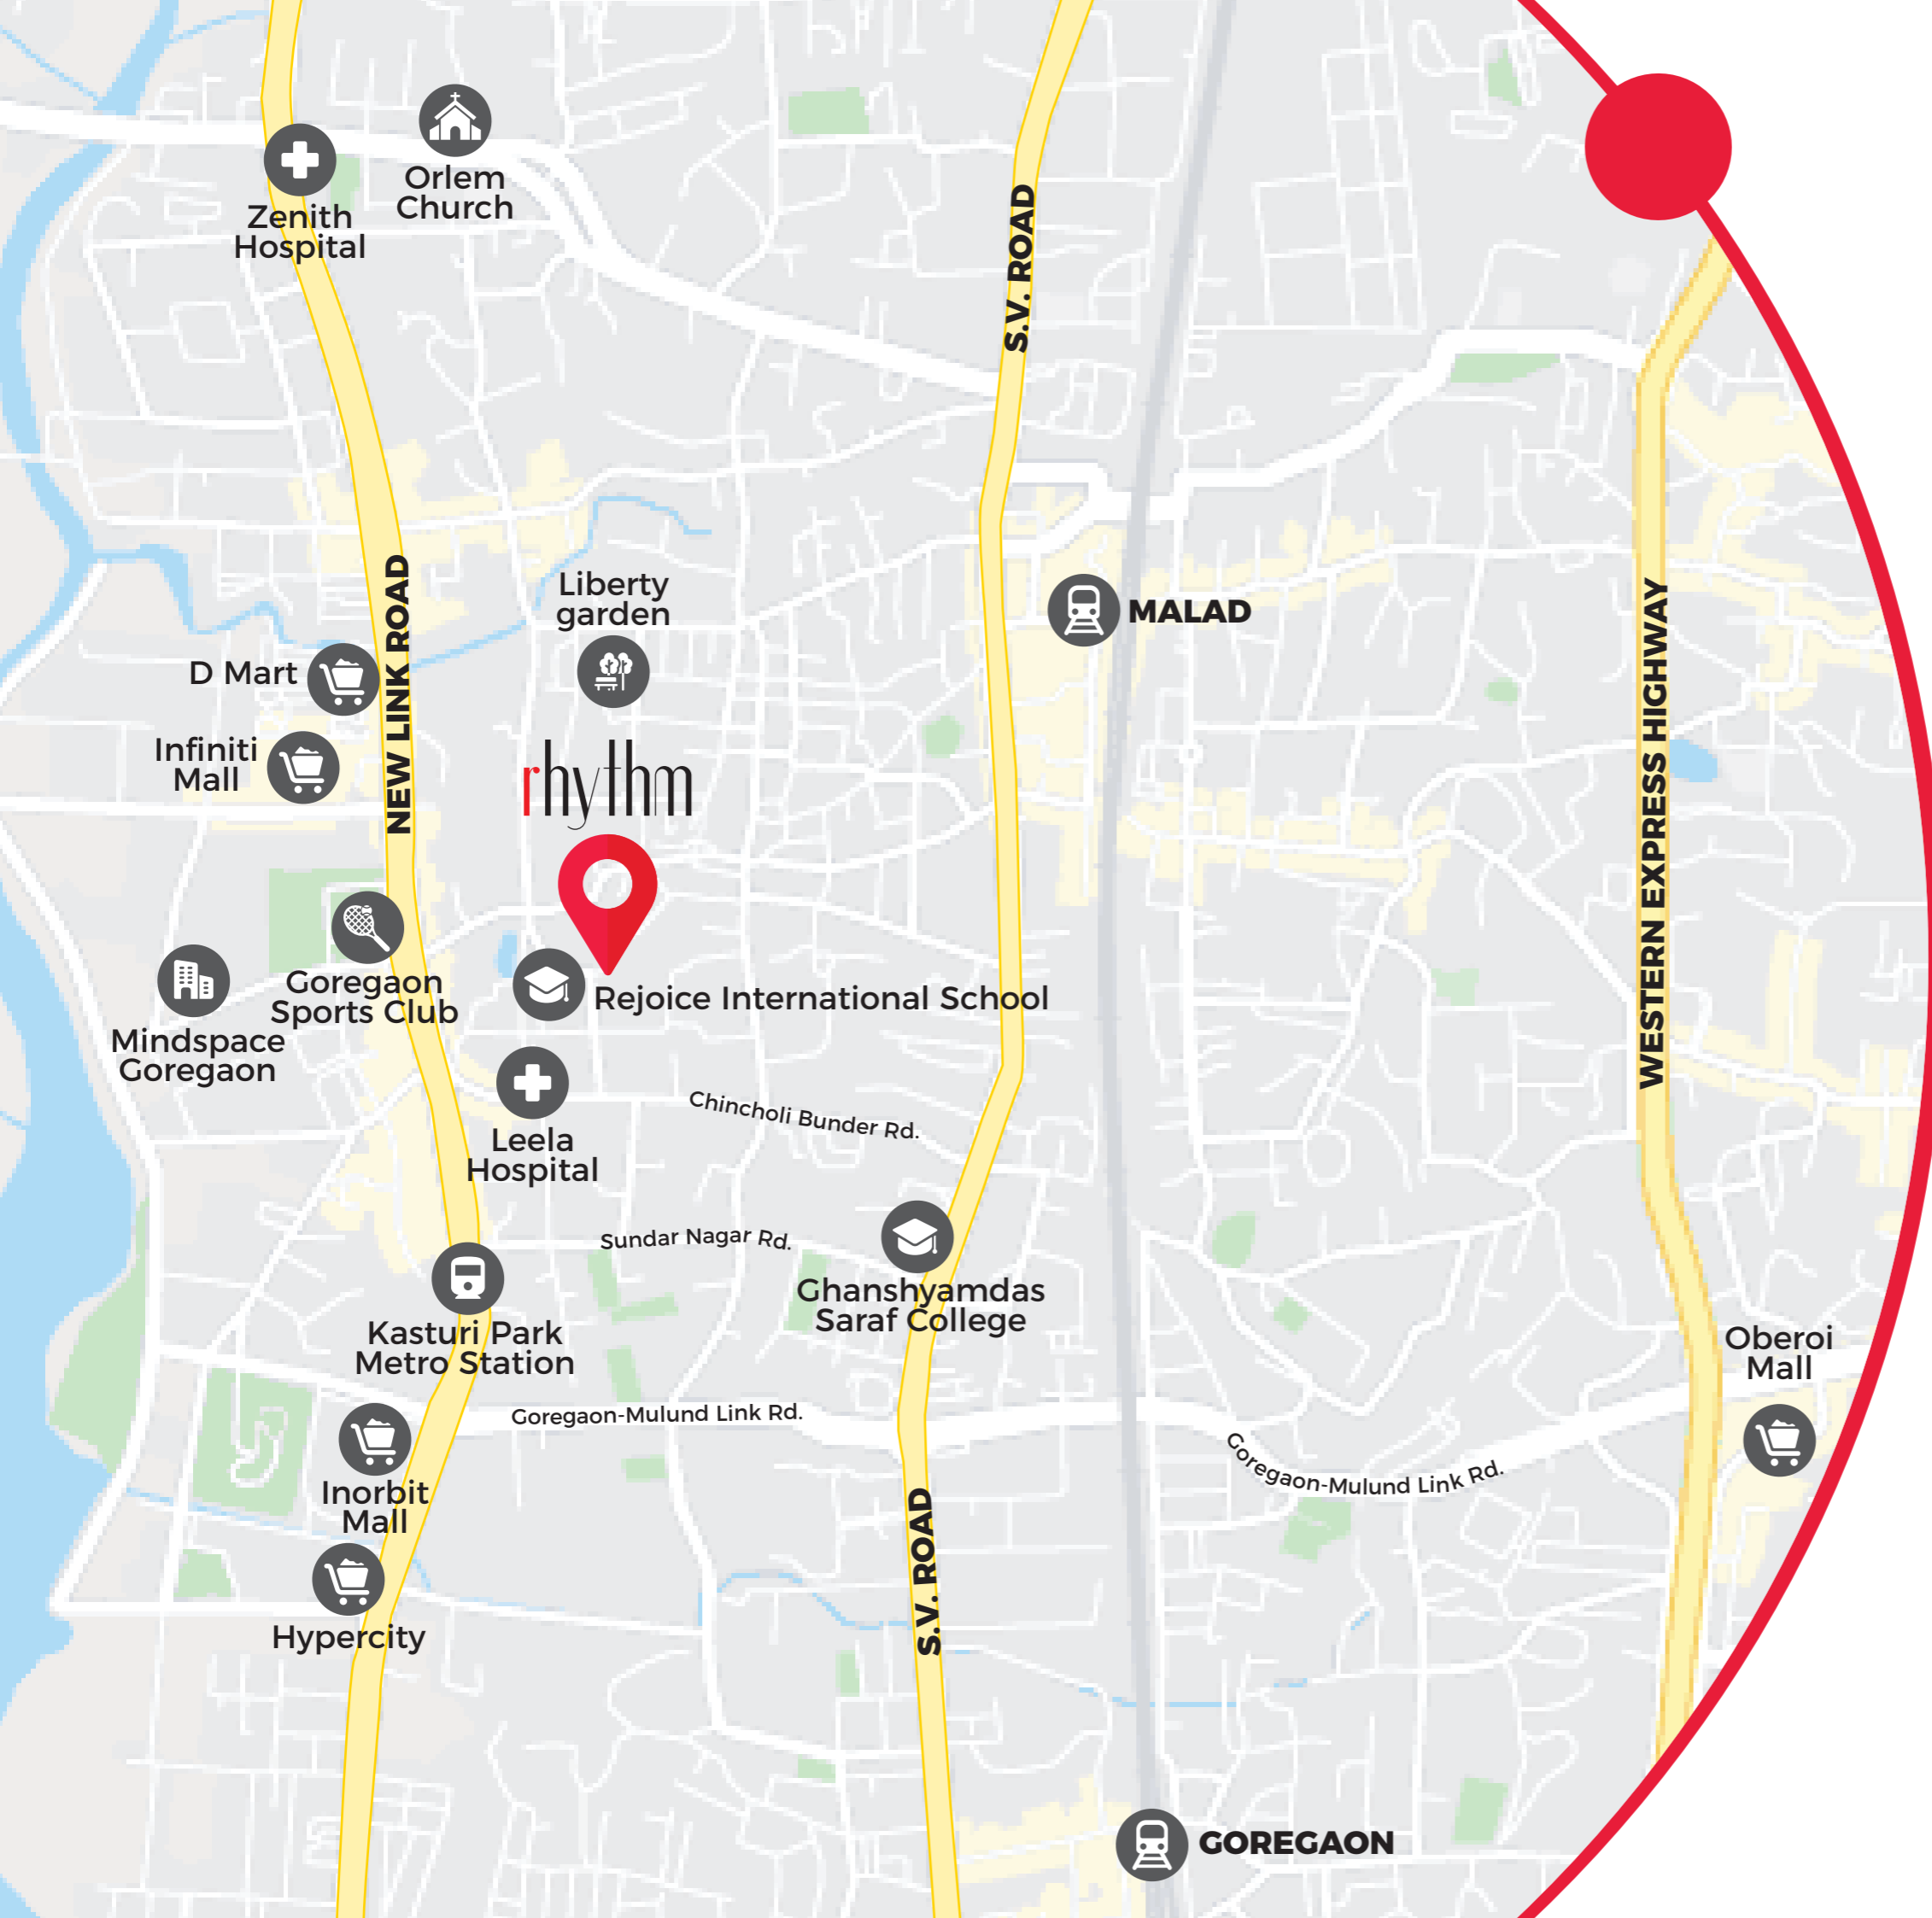 Orlem
Church
Zenith
Hospital
S.V. ROAD
Liberty
garden
MALAD
NEW LINK ROAD
D Mart
Infiniti
Mall
rhythm
WESTERN EXPRESS HIGHWAY
Goregaon
Sports Club
Rejoice International School
Mindspace
Goregaon
Chincholi Bunder Rd.
Leela
Hospital
Sundar Nagar Rd.
Ghanshyamdas
Saraf College
Kasturi Park
Metro Station
Oberoi
Mall
Goregaon-Mulund Link Rd.
Goregaon-Mulund Link Rd.
Inorbit
Mall
S.V. ROAD
Hypercity
GOREGAON